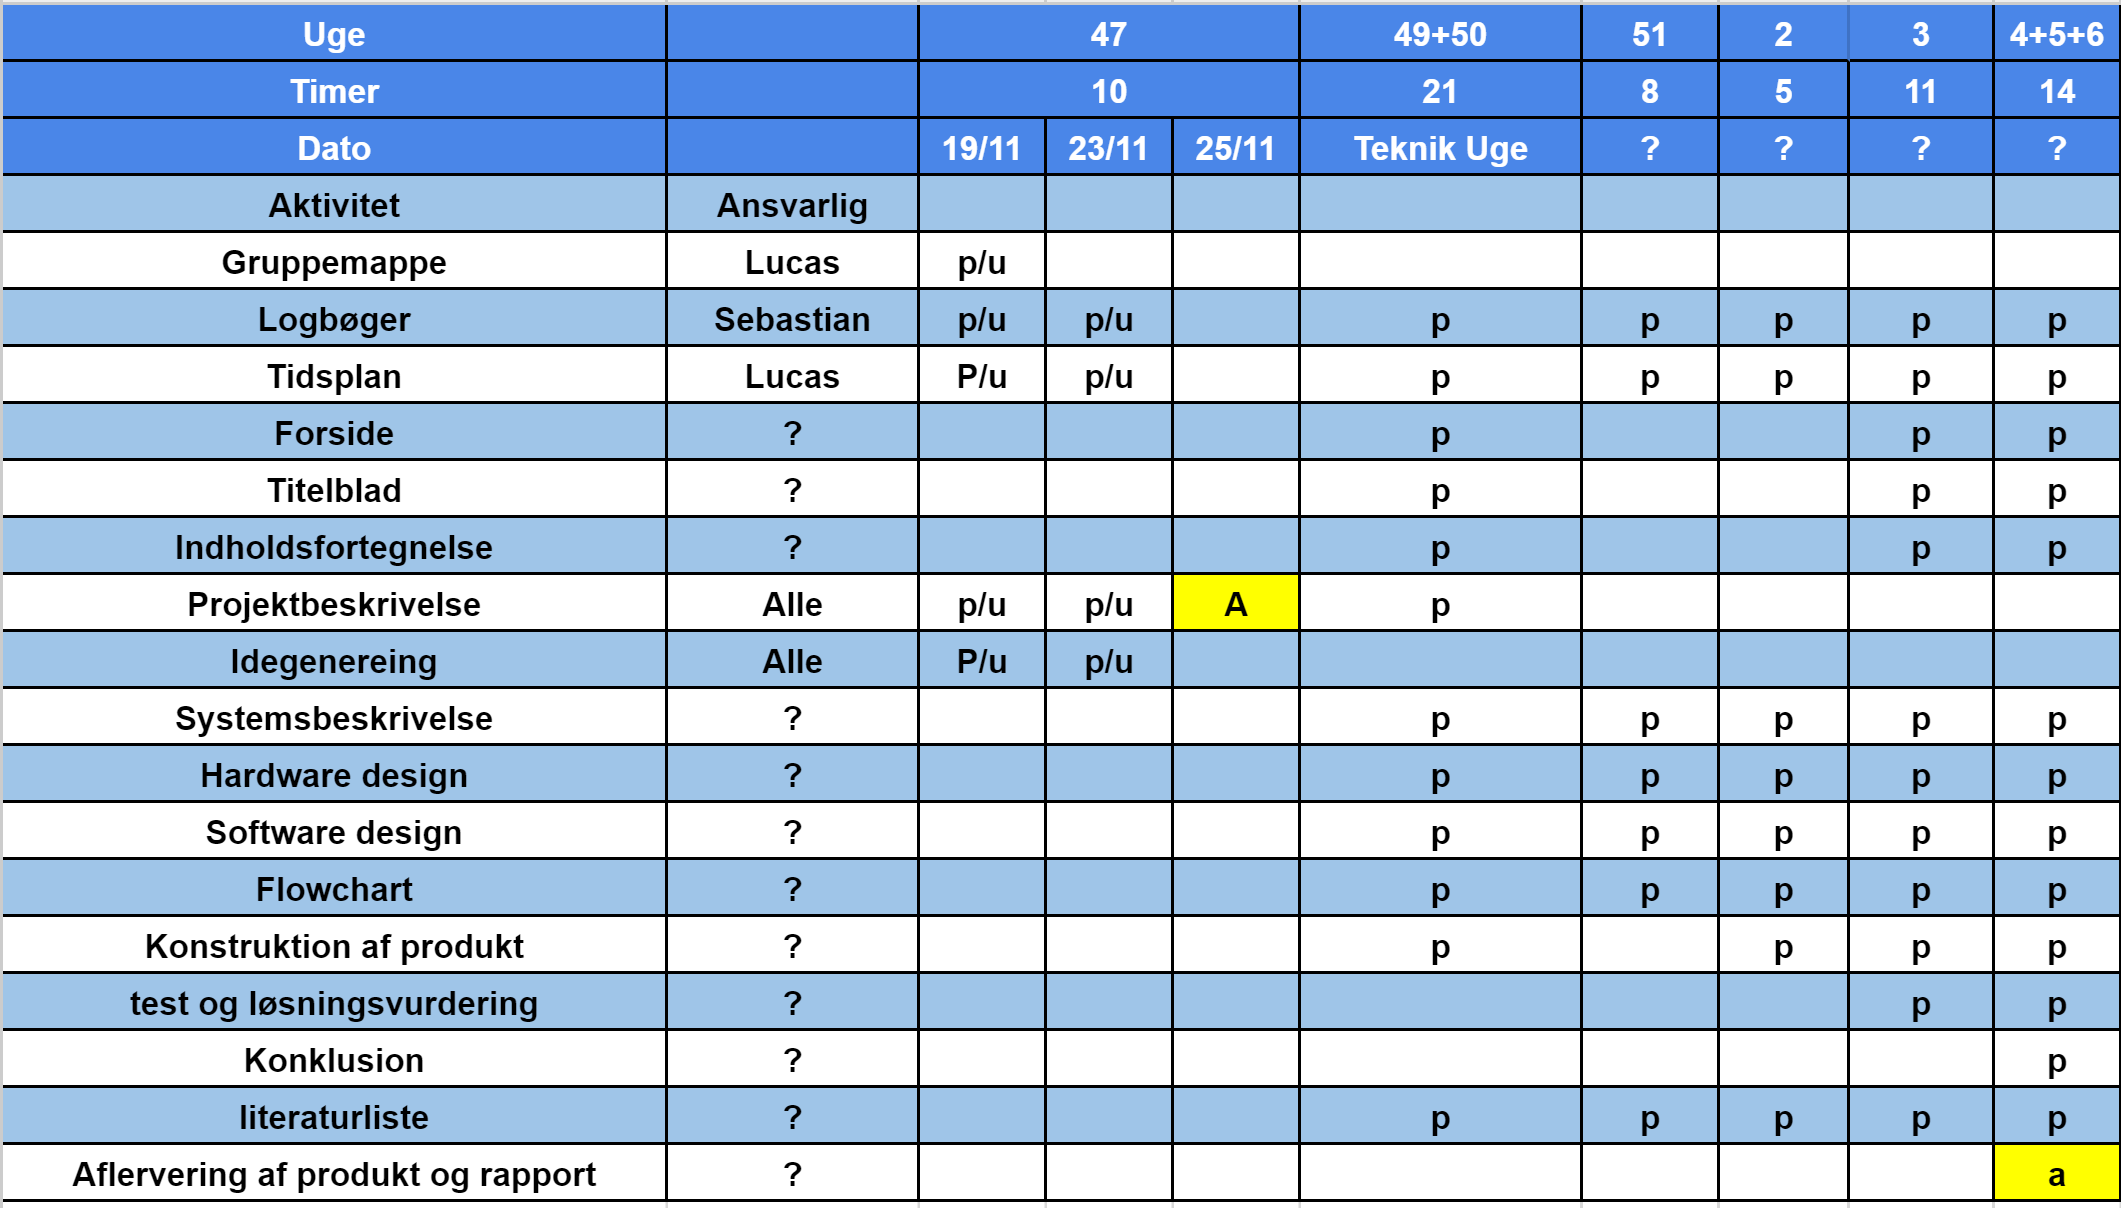 Uge 47 49+50 51 2 3 4+5+6
Timer 10 21 8 5 11 14
Dato 19/11 23/11 25/11 Teknik Uge ? ? ? ?
Aktivitet Ansvarlig
Gruppemappe Lucas p/u
Logbøger Sebastian p/u p/u p p p p p
Tidsplan Lucas P/u p/u p p p p p
Forside ? p p p
Titelblad ? p p p
Indholdsfortegnelse ? p p p
Projektbeskrivelse Alle p/u p/u A p
Idegenereing Alle P/u p/u
Systemsbeskrivelse ? p p p p p
Hardware design ? p p p p p
Software design ? p p p p p
Flowchart ? p p p p p
Konstruktion af produkt ? p p p p
test og løsningsvurdering ? p p
Konklusion ? p
literaturliste ? p p p p p
Aflervering af produkt og rapport ? a